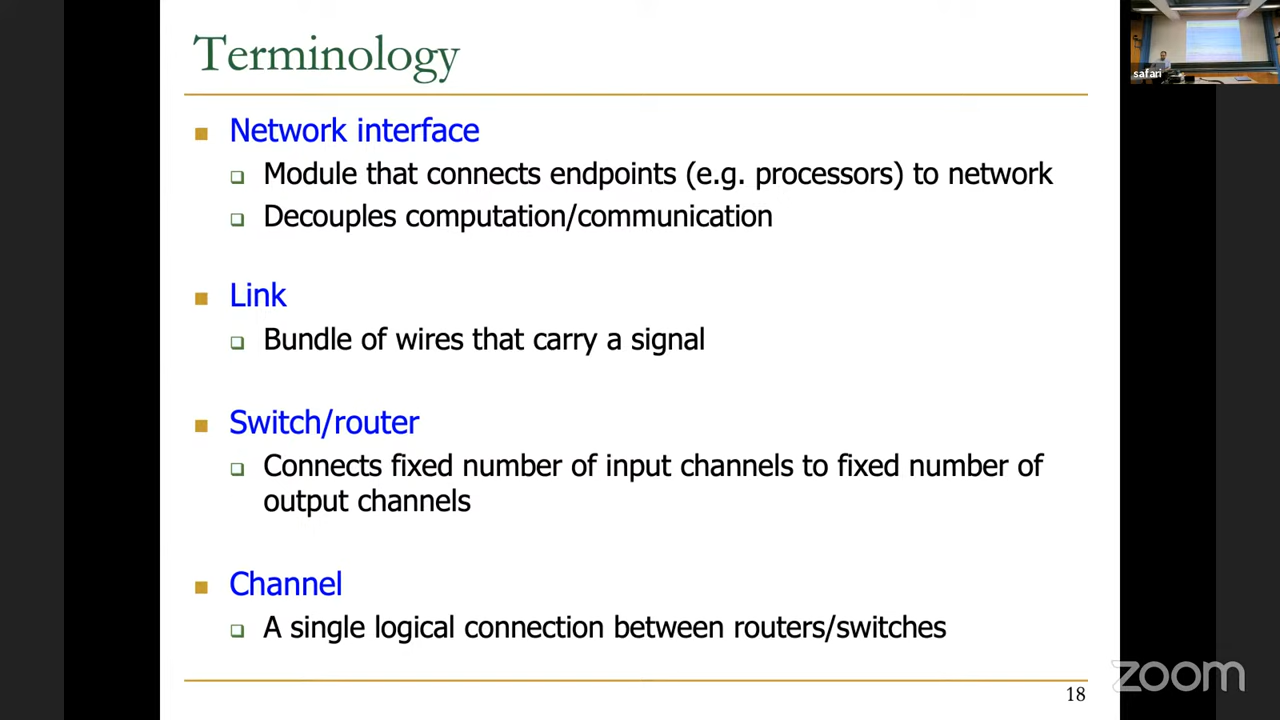 Terminology
Network interface
Module that connects endpoints (e.g. processors) to network
Decouples computation/communication
Link
Bundle of wires that carry a signal
Switch/router
Connects fixed number of input channels to fixed number of
output channels
Channel
A single logical connection between routers/switches
18
safari
zoom